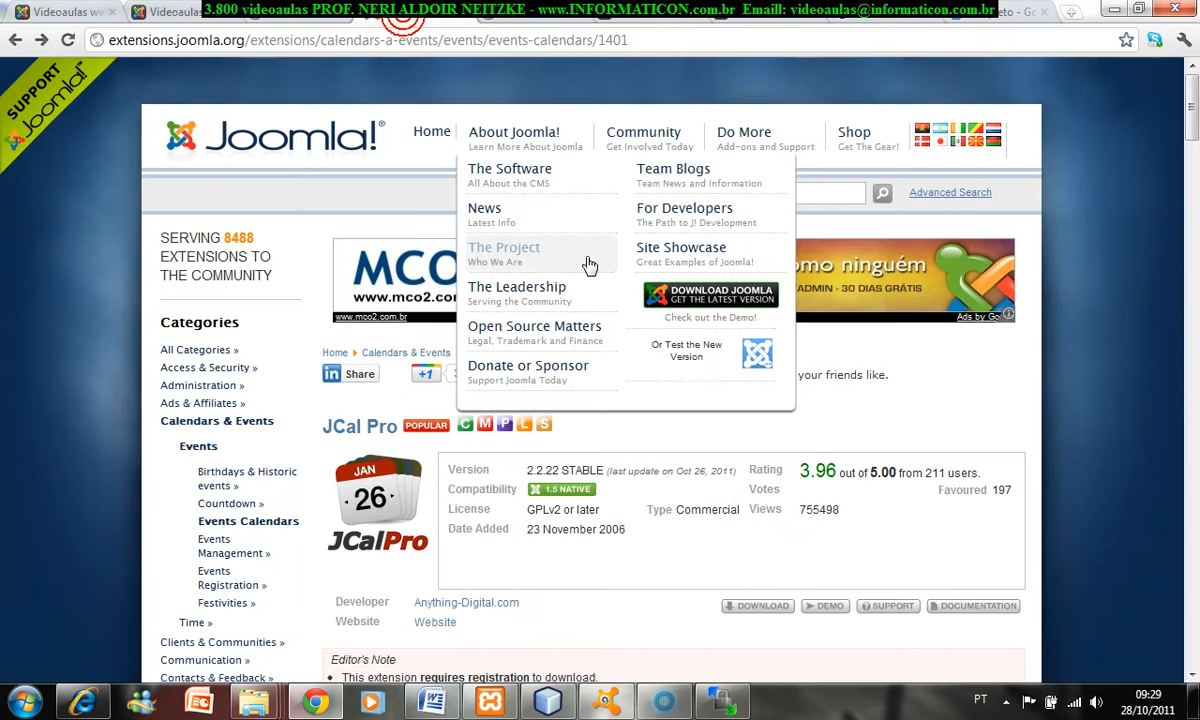 3.800 videoaulas PROF. NERI ALDOIR NEITZKE - www.INFORMATICON.com.br Emaill: videoaulas@informaticon.com.br
Videoaulas ww
Videoaulas
eto - Go
extensions.joomla.org/extensions/calendars-a-events/events/events-calendars/1401
SUPPORT
Joomla!
Joomla!®
Home
About Joomla!
Learn More About Joomla
Community
Get Involved Today
Do More
Add-ons and Support
Shop
Get The Gear!
The Software
All About the CMS
News
Latest Info
The Project
Who We Are
The Leadership
Serving the Community
Open Source Matters
Legal, Trademark and Finance
Donate or Sponsor
Support Joomla Today
Team Blogs
Team News and Information
For Developers
The Path to J! Development
Site Showcase
Great Examples of Joomla!
DOWNLOAD JOOMLA
GET THE LATEST VERSION
Check out the Demo!
Or Test the New
Version
Advanced Search
SERVING 8488
EXTENSIONS TO
THE COMMUNITY
MCO
www.mco2.com
www.mco2.com.br
omo ninguém
ADMIN - 30 DIAS GRÁTIS
Ads by Go
Categories
All Categories »
Access & Security »
Administration »
Ads & Affiliates »
Calendars & Events
Events
Birthdays & Historic
events »
Countdown »
Events Calendars
Events
Management »
Events
Registration »
Festivities »
Time »
Clients & Communities »
Communication »
Contacts & Feedback »
Home
Calendars & Events
in Share
+1
your friends like.
JCal Pro
POPULAR
C M P L S
JAN
26
JCalPro
Version 2.2.22 STABLE (last update on Oct 26, 2011)
Compatibility 1.5 NATIVE
License GPLv2 or later Type Commercial
Date Added 23 November 2006
Rating 3.96 out of 5.00 from 211 users.
Votes Favoured 197
Views 755498
Developer Anything-Digital.com
Website Website
DOWNLOAD
DEMO
SUPPORT
DOCUMENTATION
Editor's Note
This extension requires registration to download.
PT
09:29
28/10/2011